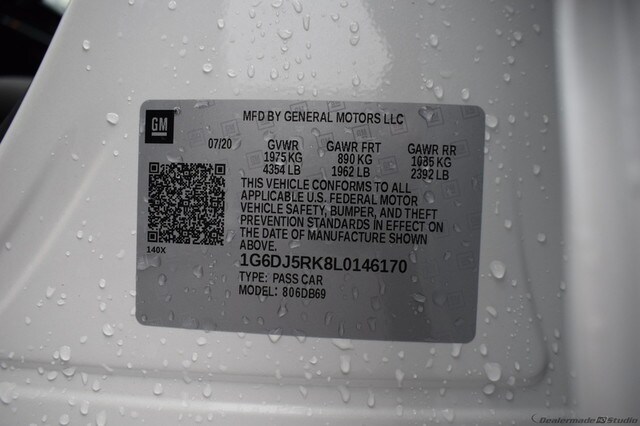 GM
MFD BY GENERAL MOTORS LLC
07/20 GVWR GAWR FRT GAWR RR
1975 KG 890 KG 1085 KG
4354 LB 1962 LB 2392 LB
THIS VEHICLE CONFORMS TO ALL
APPLICABLE U.S. FEDERAL MOTOR
VEHICLE SAFETY, BUMPER, AND THEFT
PREVENTION STANDARDS IN EFFECT ON
THE DATE OF MANUFACTURE SHOWN
ABOVE.
140X
1G6DJ5RK8L0146170
TYPE: PASS CAR
MODEL: 806DB69
Dealermade Studio